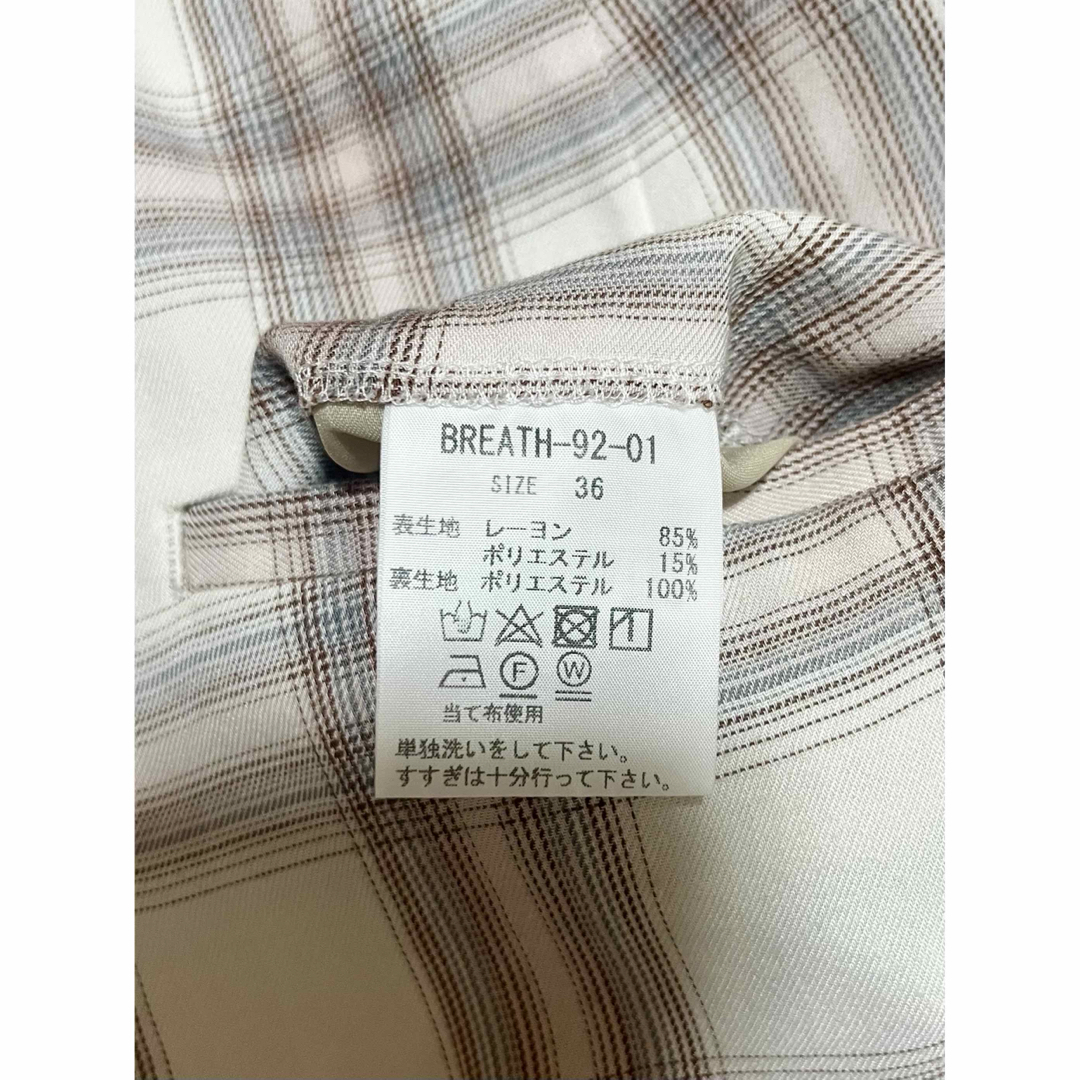 BREATH-92-01
SIZE 36
表生地 レーヨン 85%
ポリエステル 15%
裏生地 ポリエステル 100%
F W
当て布使用
単独洗いをして下さい。
すすぎは十分行って下さい。